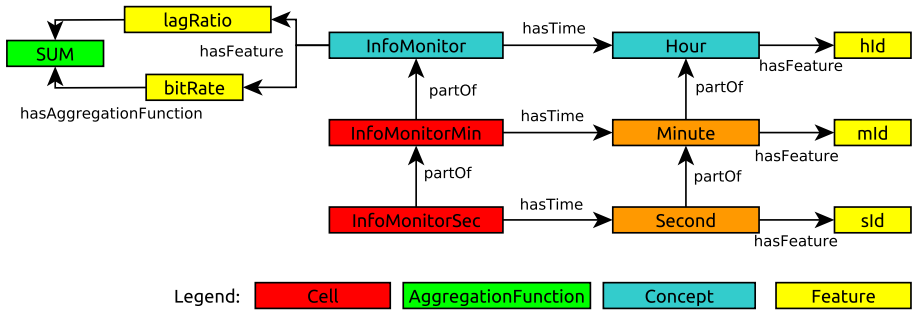 lagRatio
SUM
hasFeature
bitRate
hasAggregationFunction
InfoMonitor
hasTime
Hour
hasFeature
hId
partOf
partOf
InfoMonitorMin
hasTime
Minute
hasFeature
mId
partOf
partOf
InfoMonitorSec
hasTime
Second
hasFeature
sId
Legend: Cell AggregationFunction Concept Feature